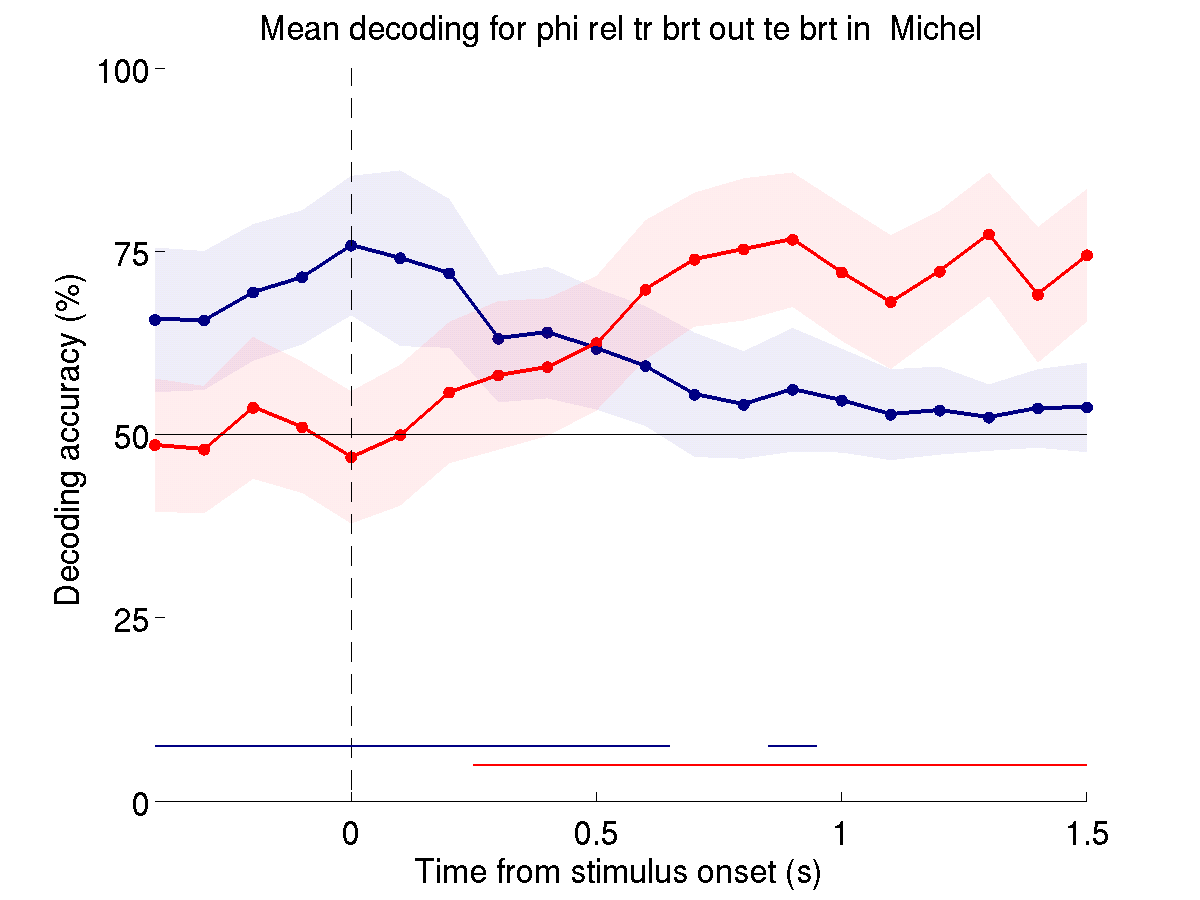 Mean decoding for phi rel tr brt out te brt in  Michel
100
75
50
25
0
Decoding accuracy (%)
0 0.5 1 1.5
Time from stimulus onset (s)